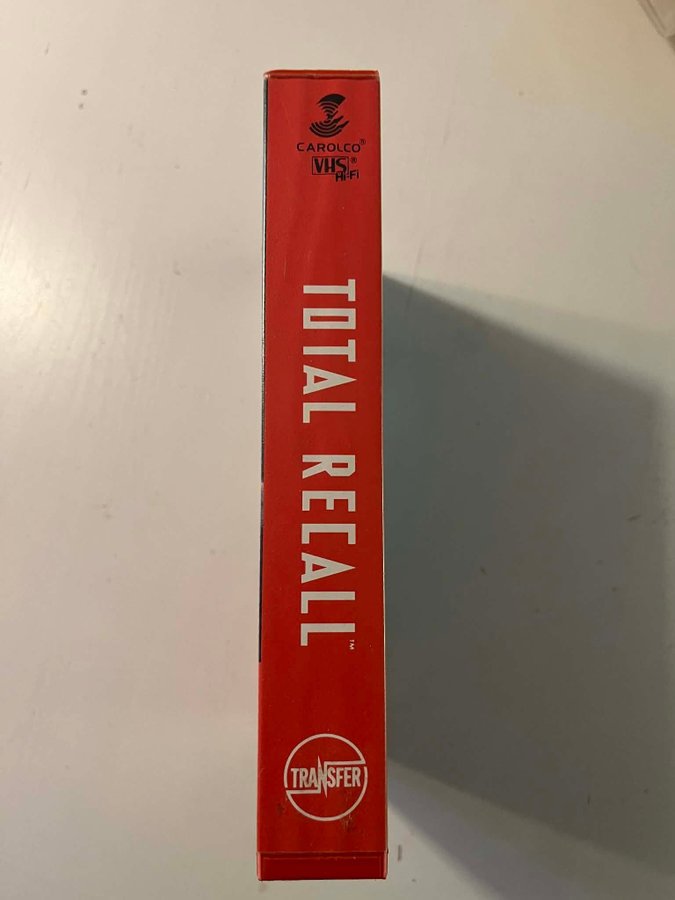 CAROLCO®
VHS®
Hi-Fi
TOTAL RECALL™
TRANSFER